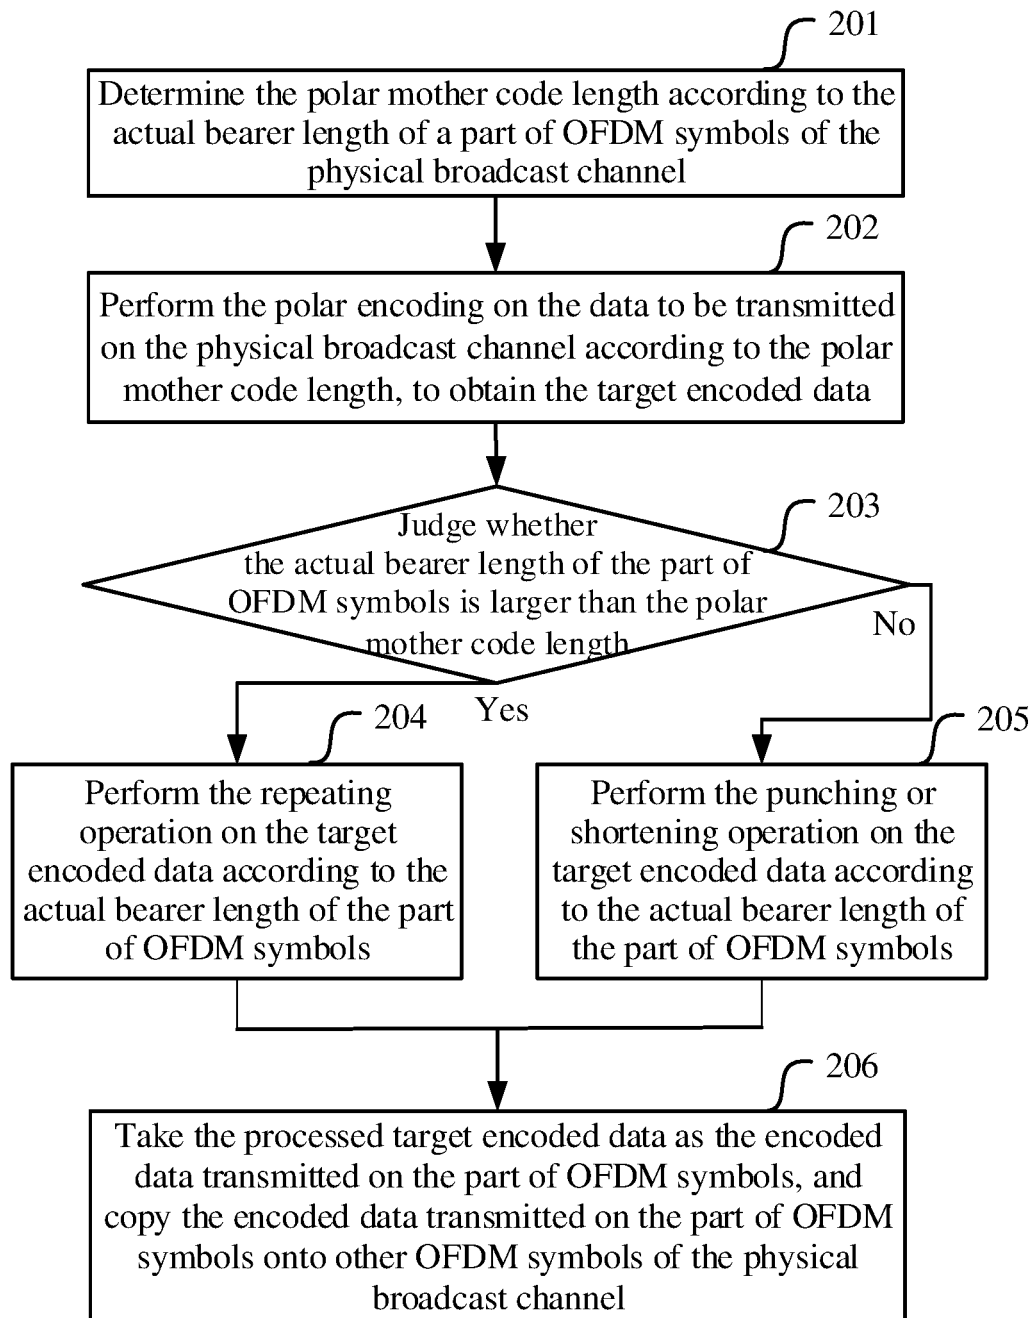 201
Determine the polar mother code length according to the
actual bearer length of a part of OFDM symbols of the
physical broadcast channel
202
Perform the polar encoding on the data to be transmitted
on the physical broadcast channel according to the polar
mother code length, to obtain the target encoded data
203
Judge whether
the actual bearer length of the part of
OFDM symbols is larger than the polar
mother code length
No
Yes
204
Perform the repeating
operation on the target
encoded data according to the
actual bearer length of the part
of OFDM symbols
205
Perform the punching or
shortening operation on the
target encoded data according
to the actual bearer length of
the part of OFDM symbols
206
Take the processed target encoded data as the encoded
data transmitted on the part of OFDM symbols, and
copy the encoded data transmitted on the part of OFDM
symbols onto other OFDM symbols of the physical
broadcast channel